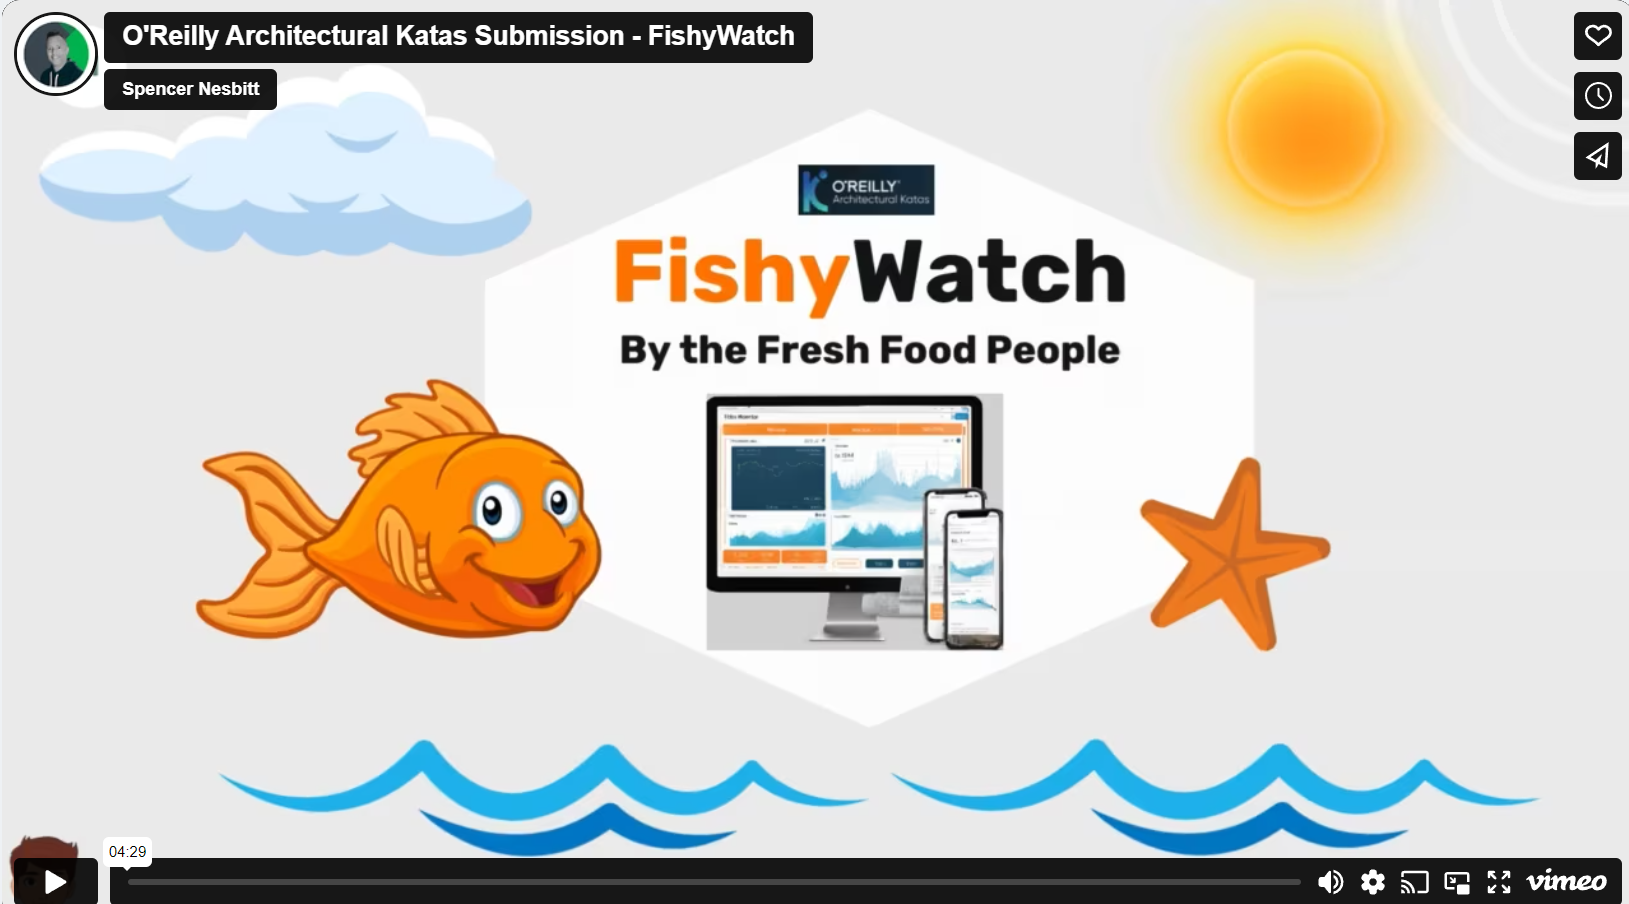 O'Reilly Architectural Katas Submission - FishyWatch
Spencer Nesbitt
O'REILLY
Architectural Katas
FishyWatch
By the Fresh Food People
04:29
vimeo